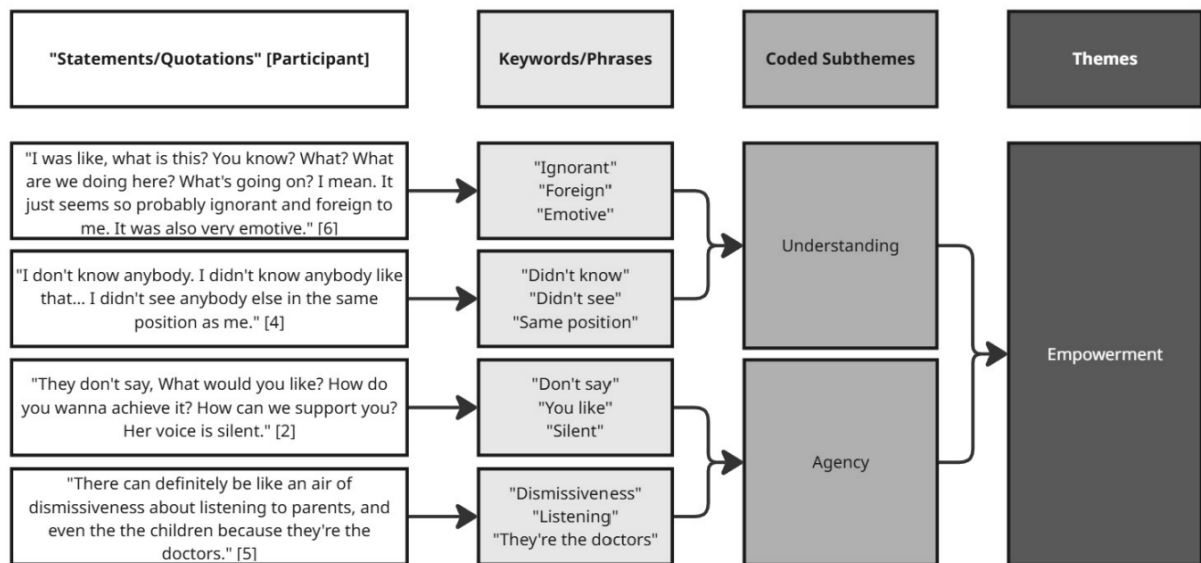 "Statements/Quotations" [Participant]
Keywords/Phrases
Coded Subthemes
Themes
"I was like, what is this? You know? What? What
are we doing here? What's going on? I mean. It
just seems so probably ignorant and foreign to
me. It was also very emotive." [6]
"Ignorant"
"Foreign"
"Emotive"
"I don't know anybody. I didn't know anybody like
that... I didn't see anybody else in the same
position as me." [4]
"Didn't know"
"Didn't see"
"Same position"
Understanding
"They don't say, What would you like? How do
you wanna achieve it? How can we support you?
Her voice is silent." [2]
"Don't say"
"You like"
"Silent"
"There can definitely be like an air of
dismissiveness about listening to parents, and
even the the children because they're the
doctors." [5]
"Dismissiveness"
"Listening"
"They're the doctors"
Agency
Empowerment